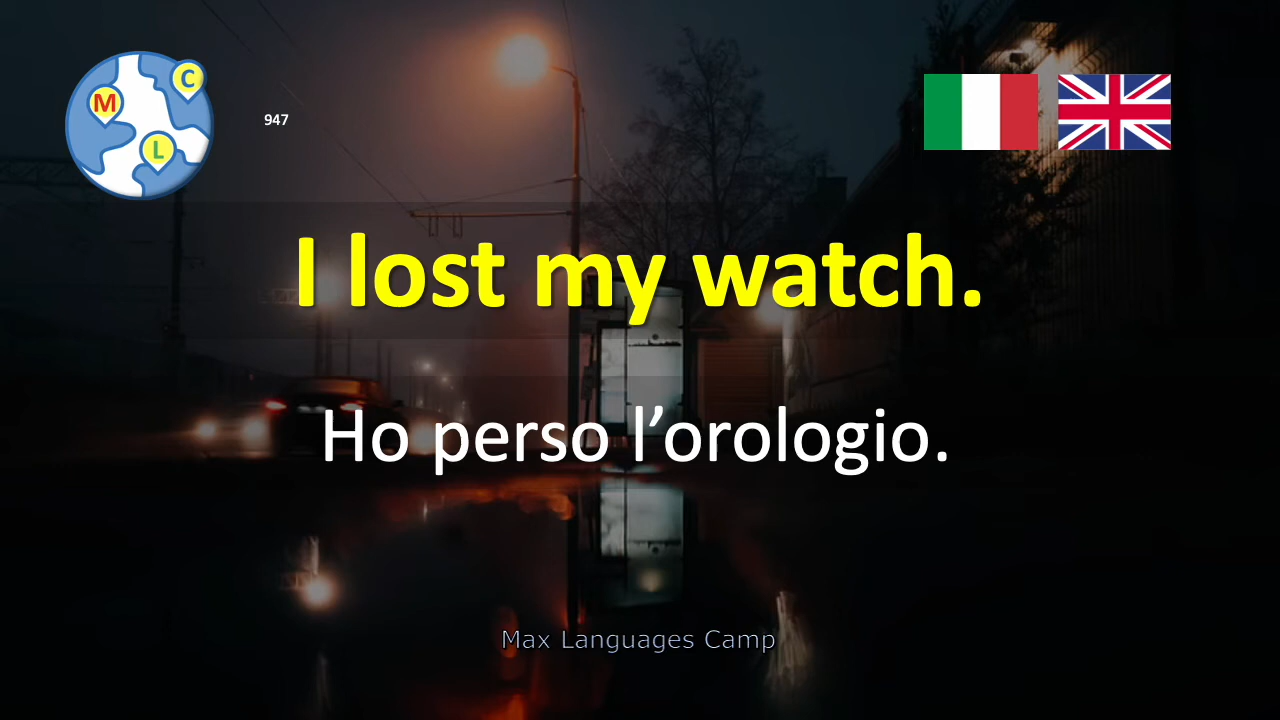 C
M
L
947
I lost my watch.
Ho perso l’orologio.
Max Languages Camp